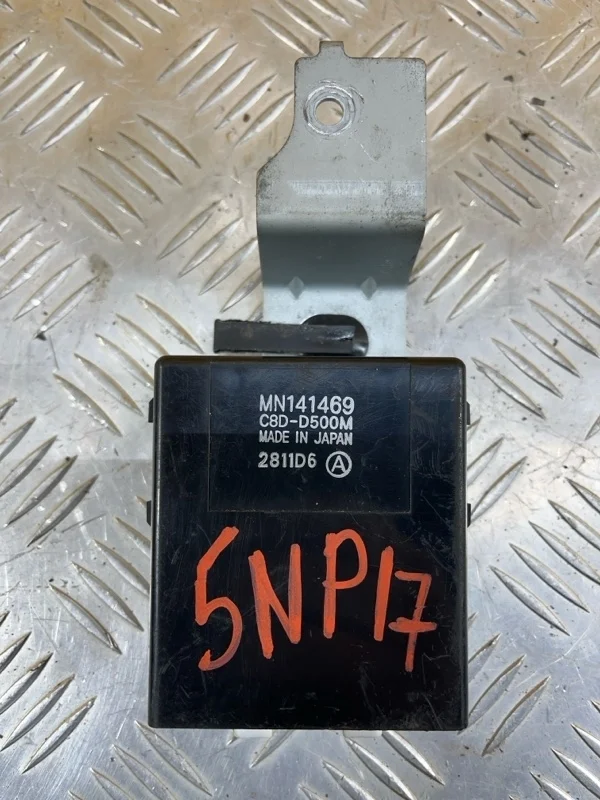 MN141469
C8D-D500M
MADE IN JAPAN
2811D6 Ⓐ
5NP17